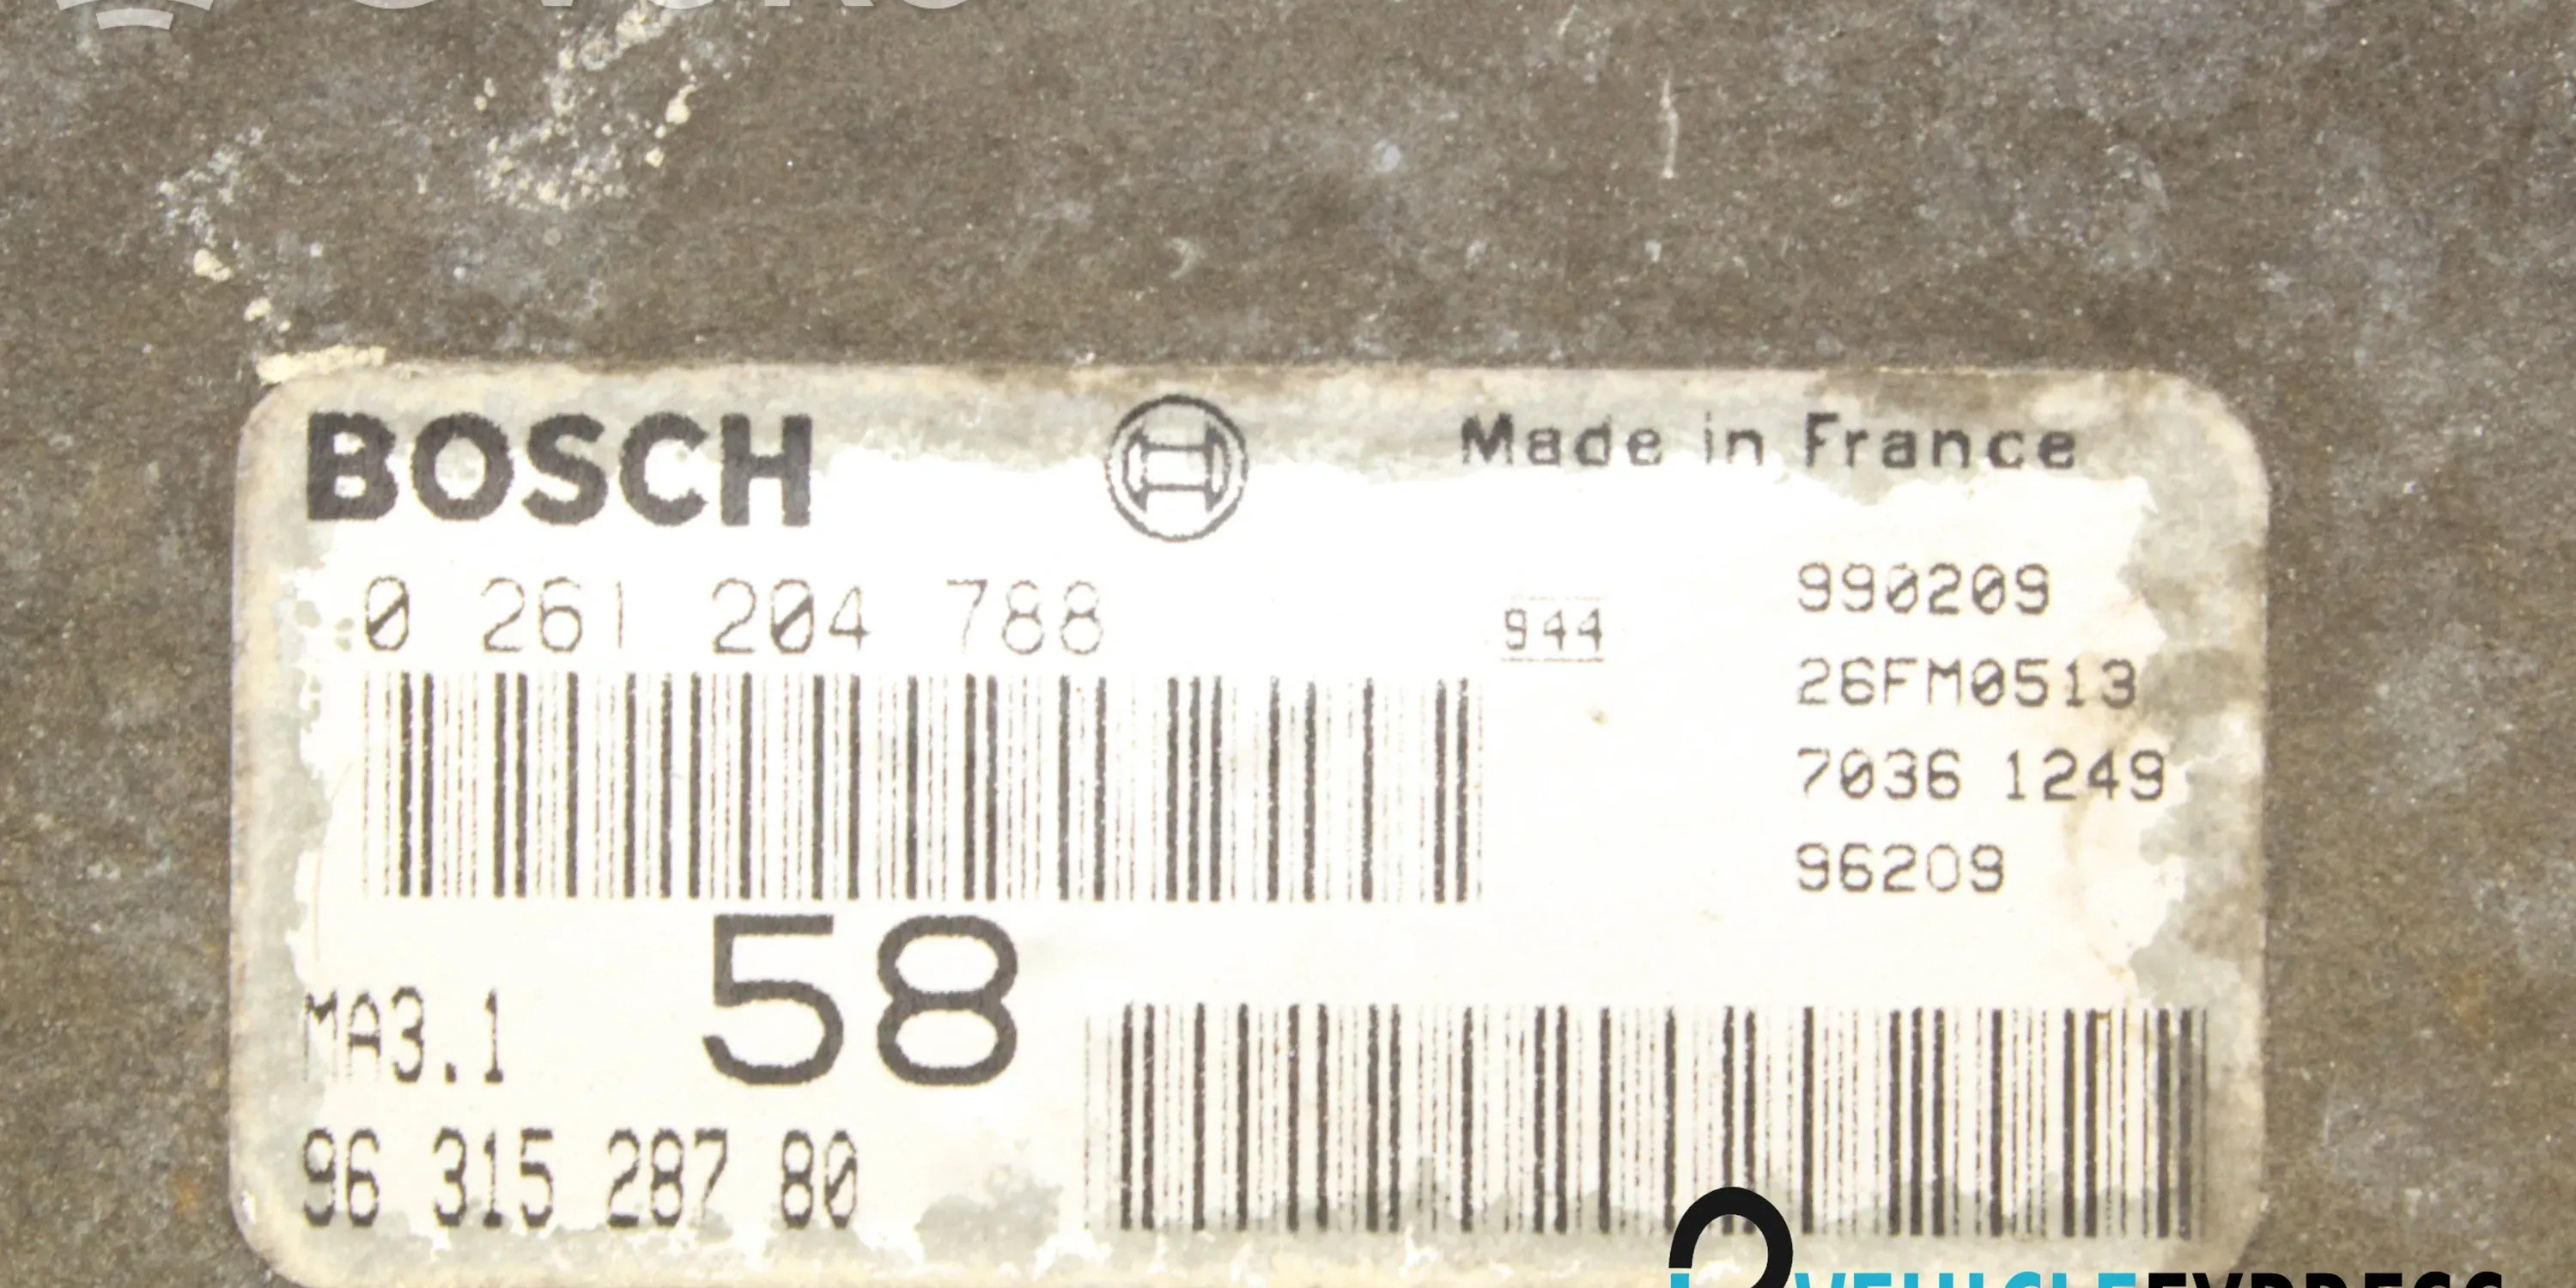 BOSCH
Made in France
0 261 204 788
944
990209
26FM0513
7036 1249
96209
MA3.1
58
96 315 287 80
VEHICLEEXPRESS